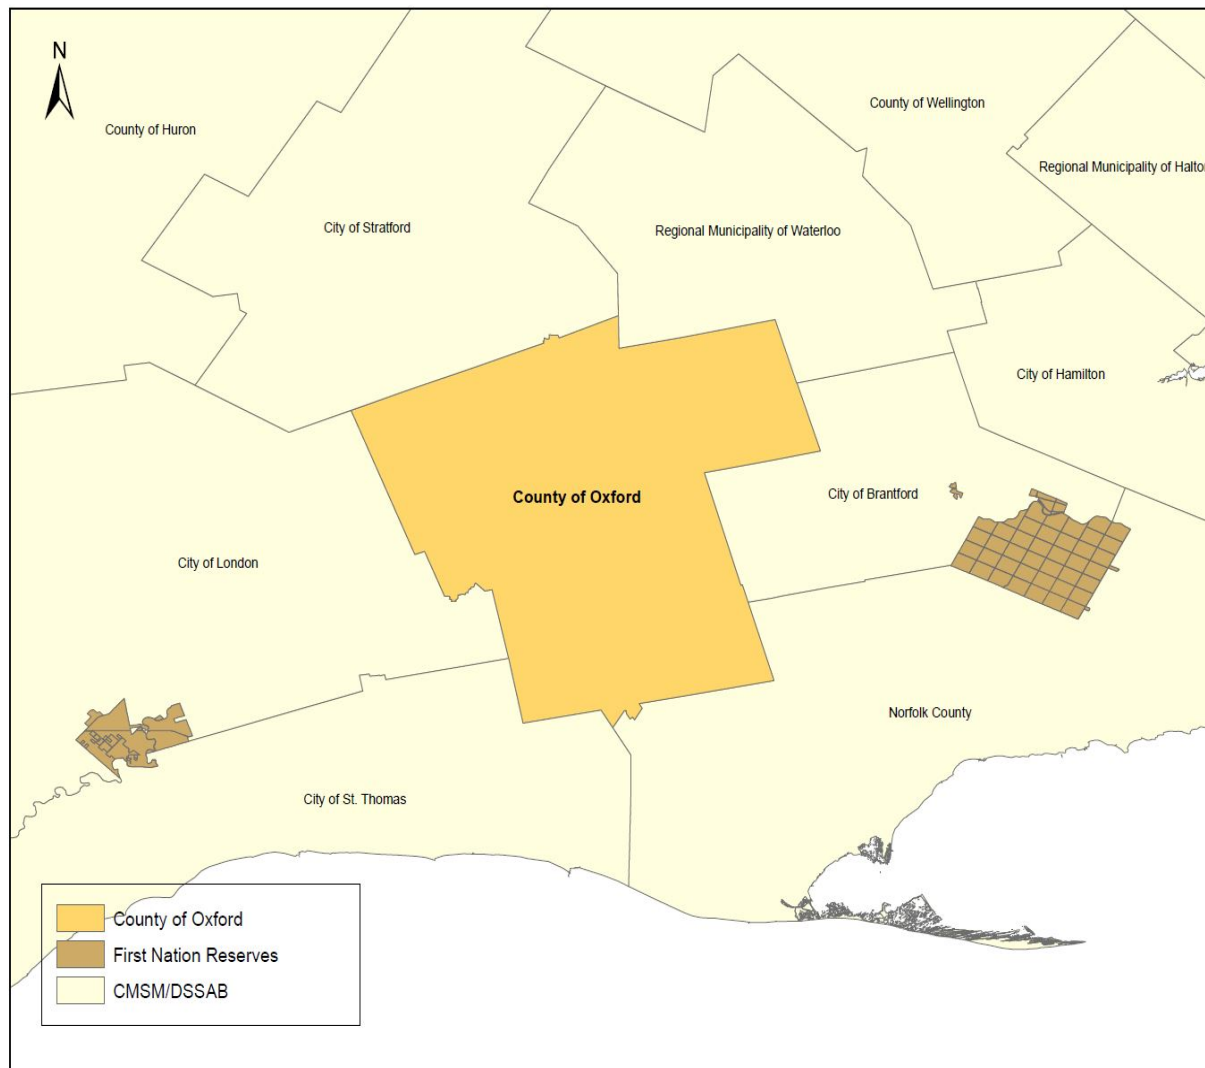 N
County of Wellington
County of Huron
Regional Municipality of Halto
City of Stratford
Regional Municipality of Waterloo
City of Hamilton
County of Oxford
City of Brantford
City of London
Norfolk County
City of St. Thomas
County of Oxford
First Nation Reserves
CMSM/DSSAB